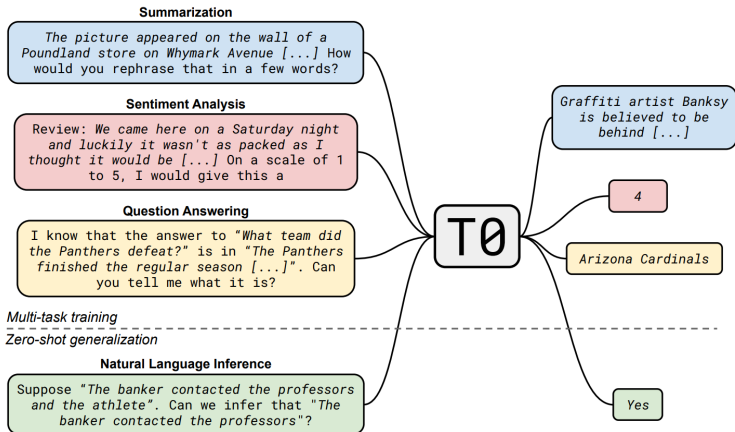 Summarization
The picture appeared on the wall of a
Poundland store on Whymark Avenue [...] How
would you rephrase that in a few words?
Sentiment Analysis
Review: We came here on a Saturday night
and luckily it wasn't as packed as I
thought it would be [...] On a scale of 1
to 5, I would give this a
Question Answering
I know that the answer to “What team did
the Panthers defeat?” is in “The Panthers
finished the regular season [...]”. Can
you tell me what it is?
Multi-task training
Zero-shot generalization
Natural Language Inference
Suppose “The banker contacted the professors
and the athlete”. Can we infer that "The
banker contacted the professors"?
T0
Graffiti artist Banksy
is believed to be
behind [...]
4
Arizona Cardinals
Yes